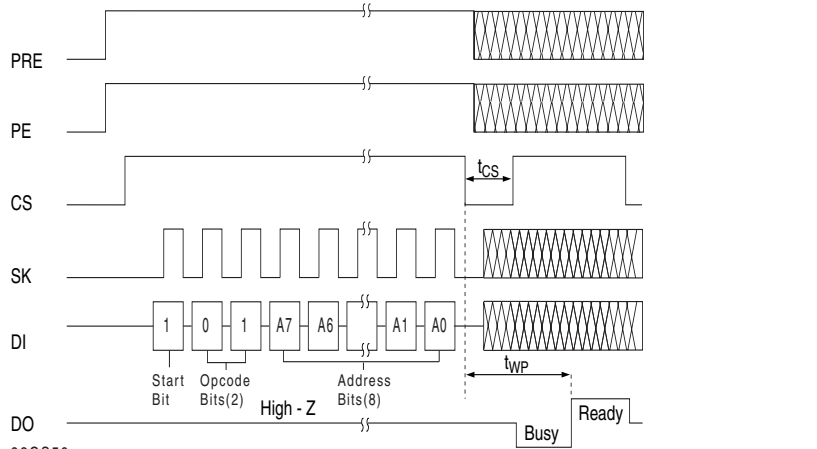 PRE
PE
CS
tCS
SK
DI
1 0 1 A7 A6 A1 A0
tWP
Start Bit
Opcode Bits(2)
Address Bits(8)
High - Z
DO
Busy
Ready